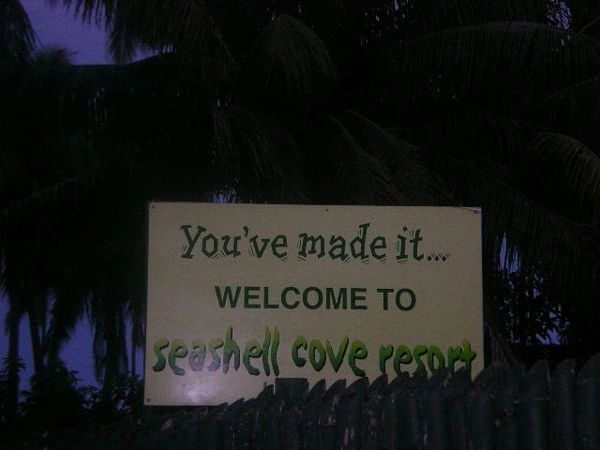 You've made it...
WELCOME TO
seashell cove resort